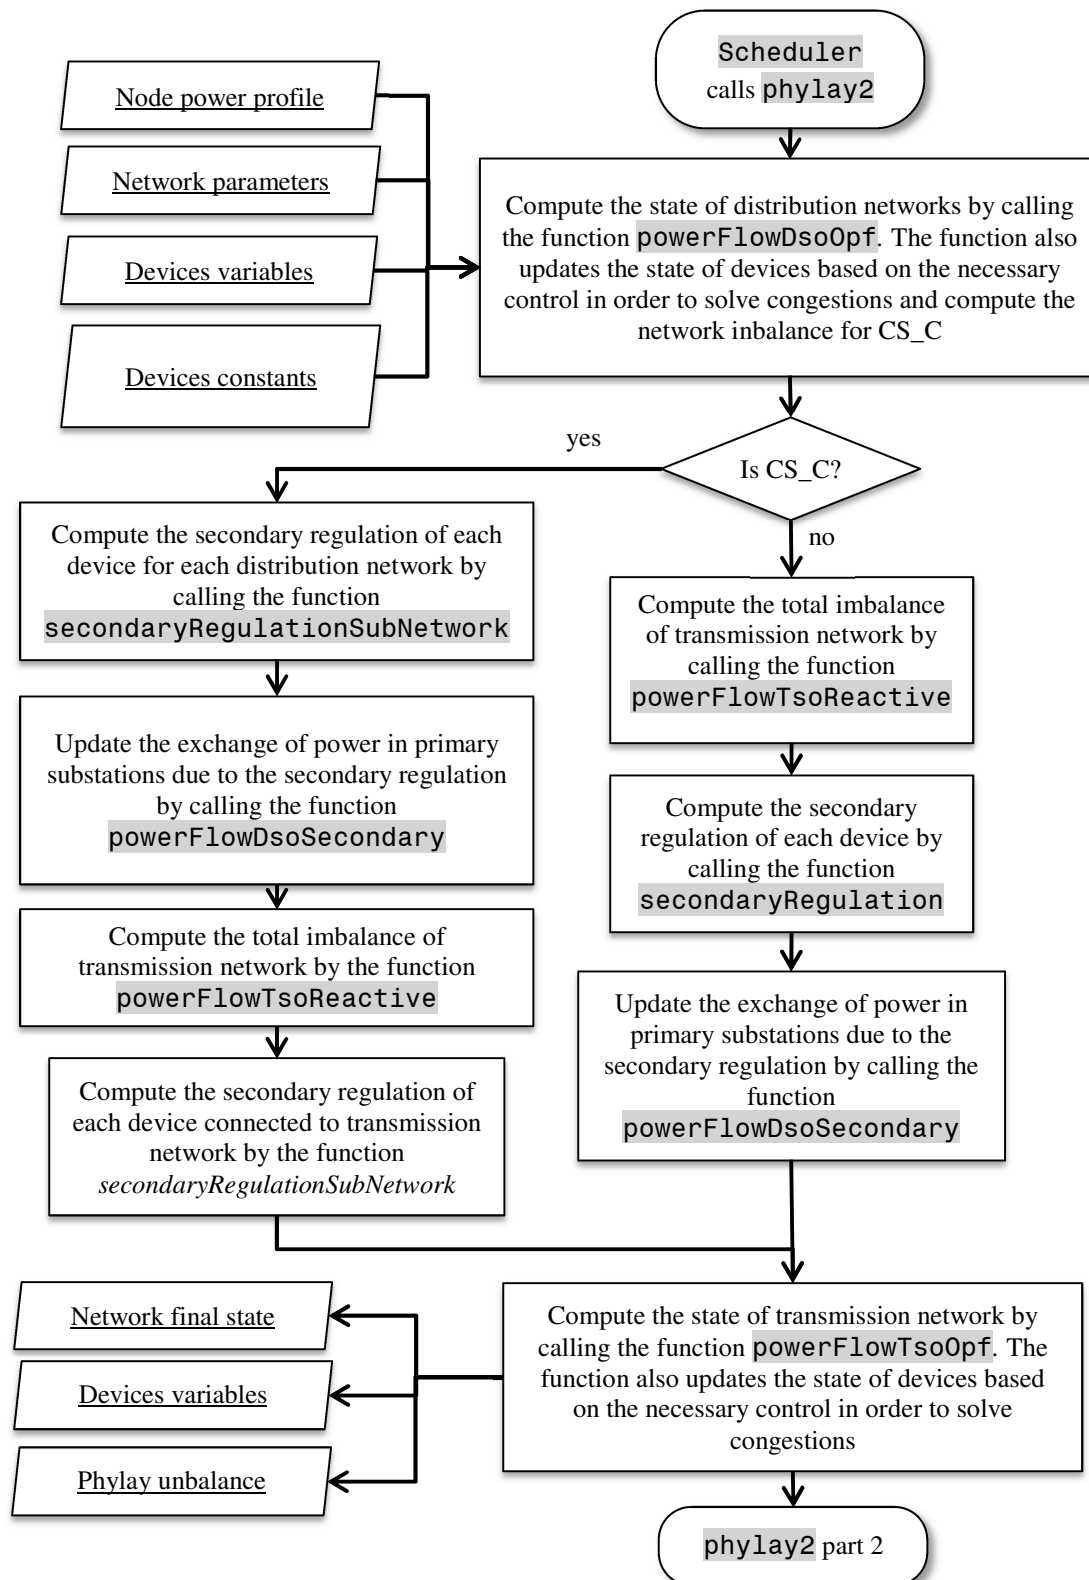 Scheduler
calls phylay2
Node power profile
Network parameters
Devices variables
Devices constants
Compute the state of distribution networks by calling
the function powerFlowDsoOpf. The function also
updates the state of devices based on the necessary
control in order to solve congestions and compute the
network inbalance for CS_C
Is CS_C?
yes
no
Compute the secondary regulation of each
device for each distribution network by
calling the function
secondaryRegulationSubNetwork
Update the exchange of power in primary
substations due to the secondary regulation
by calling the function
powerFlowDsoSecondary
Compute the total imbalance of
transmission network by the function
powerFlowTsoReactive
Compute the secondary regulation of
each device connected to transmission
network by the function
secondaryRegulationSubNetwork
Compute the total imbalance
of transmission network by
calling the function
powerFlowTsoReactive
Compute the secondary
regulation of each device by
calling the function
secondaryRegulation
Update the exchange of power in
primary substations due to the
secondary regulation by calling the
function
powerFlowDsoSecondary
Compute the state of transmission network by
calling the function powerFlowTsoOpf. The
function also updates the state of devices based
on the necessary control in order to solve
congestions
Network final state
Devices variables
Phylay unbalance
phylay2 part 2